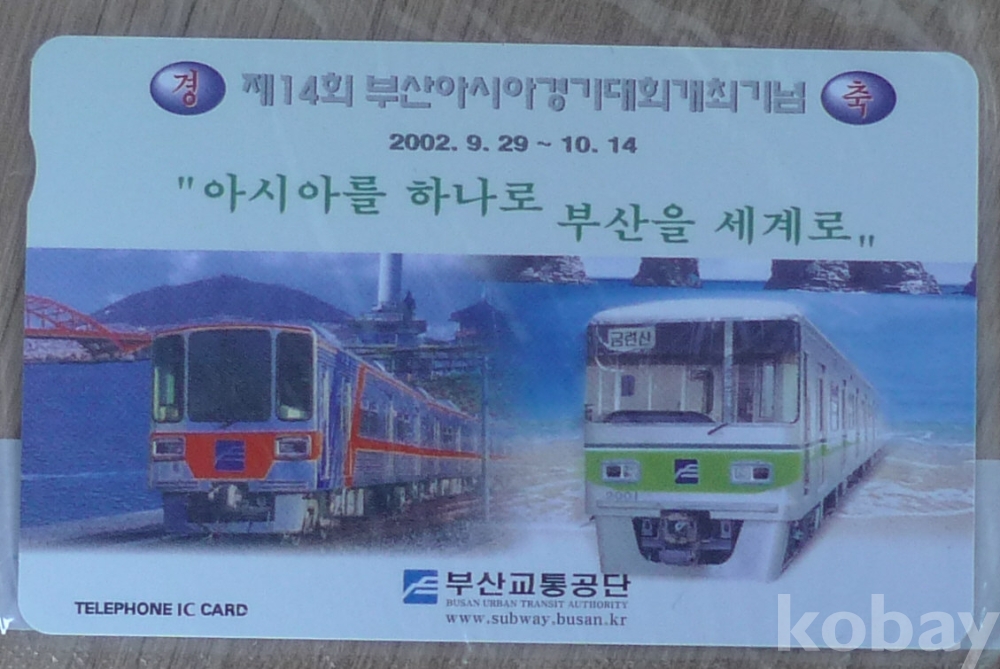 경 제14회 부산아시아경기대회개최기념 축
2002. 9. 29 ~ 10. 14
"아시아를 하나로 부산을 세계로"
금련산
2001
부산교통공단
BUSAN URBAN TRANSIT AUTHORITY
www.subway.busan.kr
TELEPHONE IC CARD
kobay